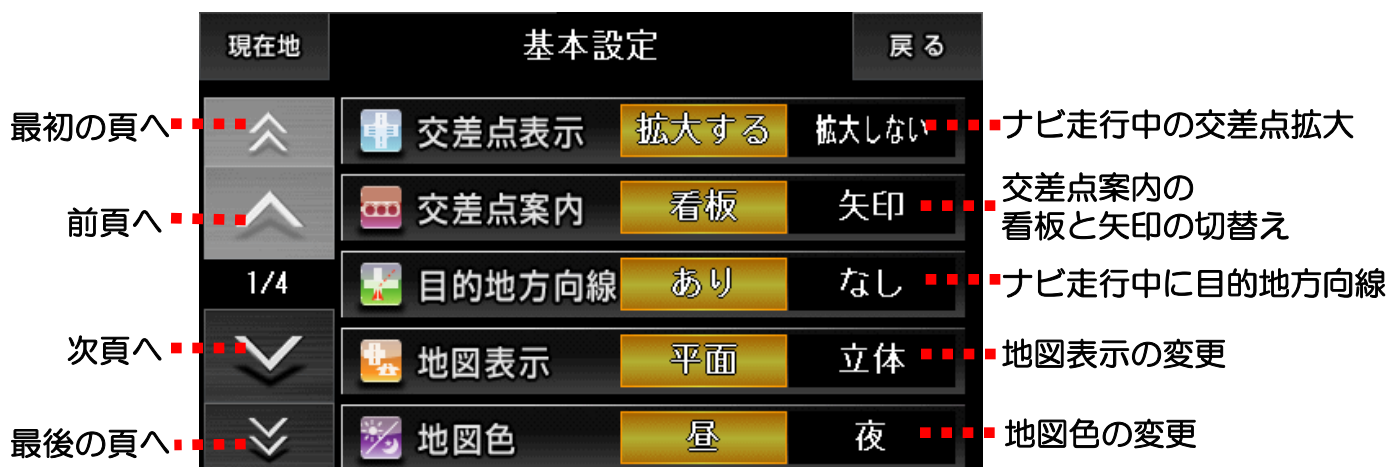 現在地 基本設定 戻る
最初の頁へ 交差点表示 拡大する 拡大しない ナビ走行中の交差点拡大
前頁へ 交差点案内 看板 矢印 交差点案内の
看板と矢印の切替え
1/4 目的地方向線 あり なし ナビ走行中に目的地方向線
次頁へ 地図表示 平面 立体 地図表示の変更
最後の頁へ 地図色 昼 夜 地図色の変更